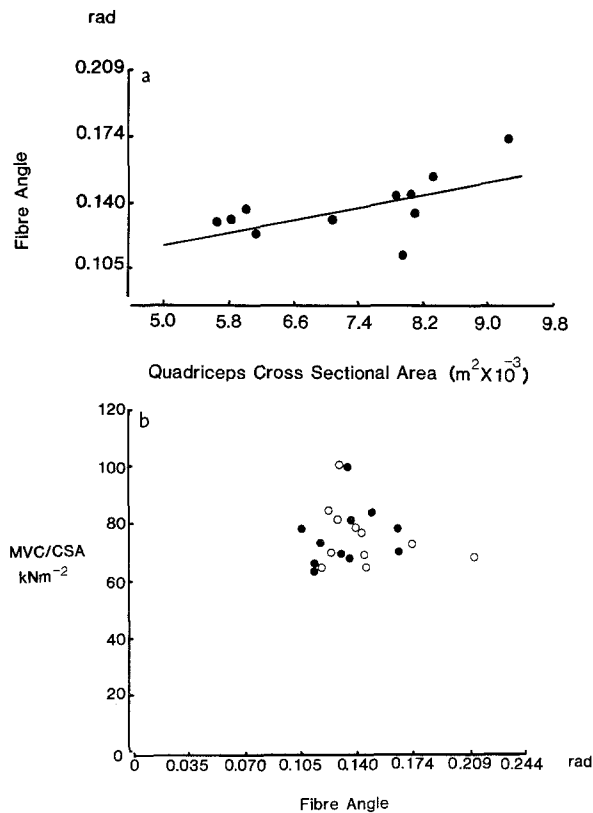 rad
a
0.209
0.174
0.140
0.105
Fibre Angle
5.0 5.8 6.6 7.4 8.2 9.0 9.8
Quadriceps Cross Sectional Area (m²X10⁻³)
b
120
100
80
60
40
20
0
MVC/CSA
kNm⁻²
0 0.035 0.070 0.105 0.140 0.174 0.209 0.244 rad
Fibre Angle